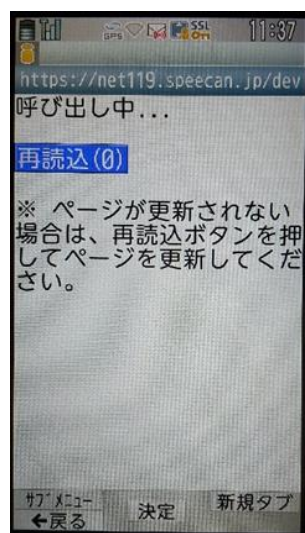 GPS SSL ON 11:37
https://net119.speecan.jp/dev
呼び出し中...
再読込(0)
※ ページが更新されない
場合は、再読込ボタンを押
してページを更新してくだ
さい。
ｻﾌﾞﾒﾆｭｰ 決定 新規タブ
←戻る